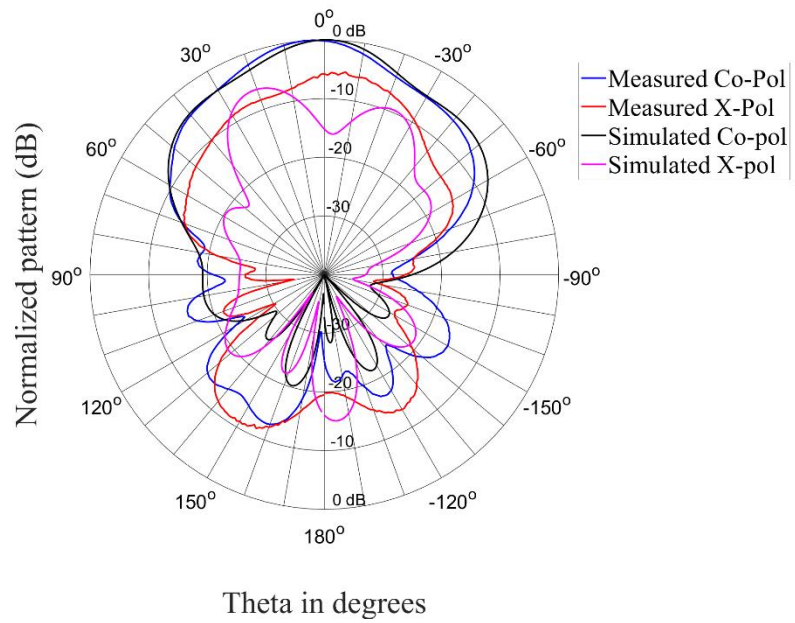 0°
0 dB
30°
-30°
-10
60°
-60°
-20
-30
90°
-90°
-30
120°
-150°
-20
-10
150°
-120°
0 dB
180°
Measured Co-Pol
Measured X-Pol
Simulated Co-pol
Simulated X-pol
Normalized pattern (dB)
Theta in degrees